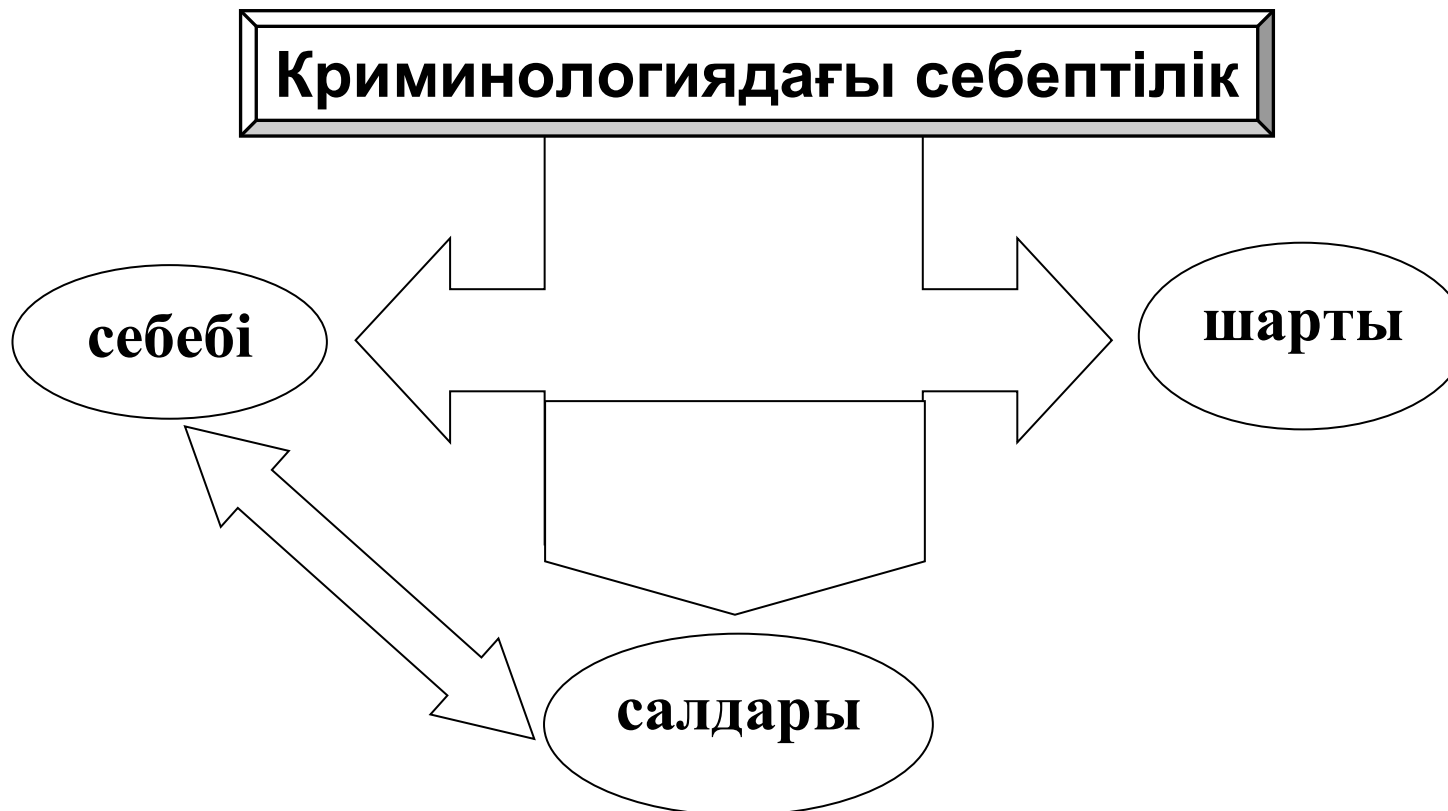 Криминологиядағы себептілік
себебі
шарты
салдары